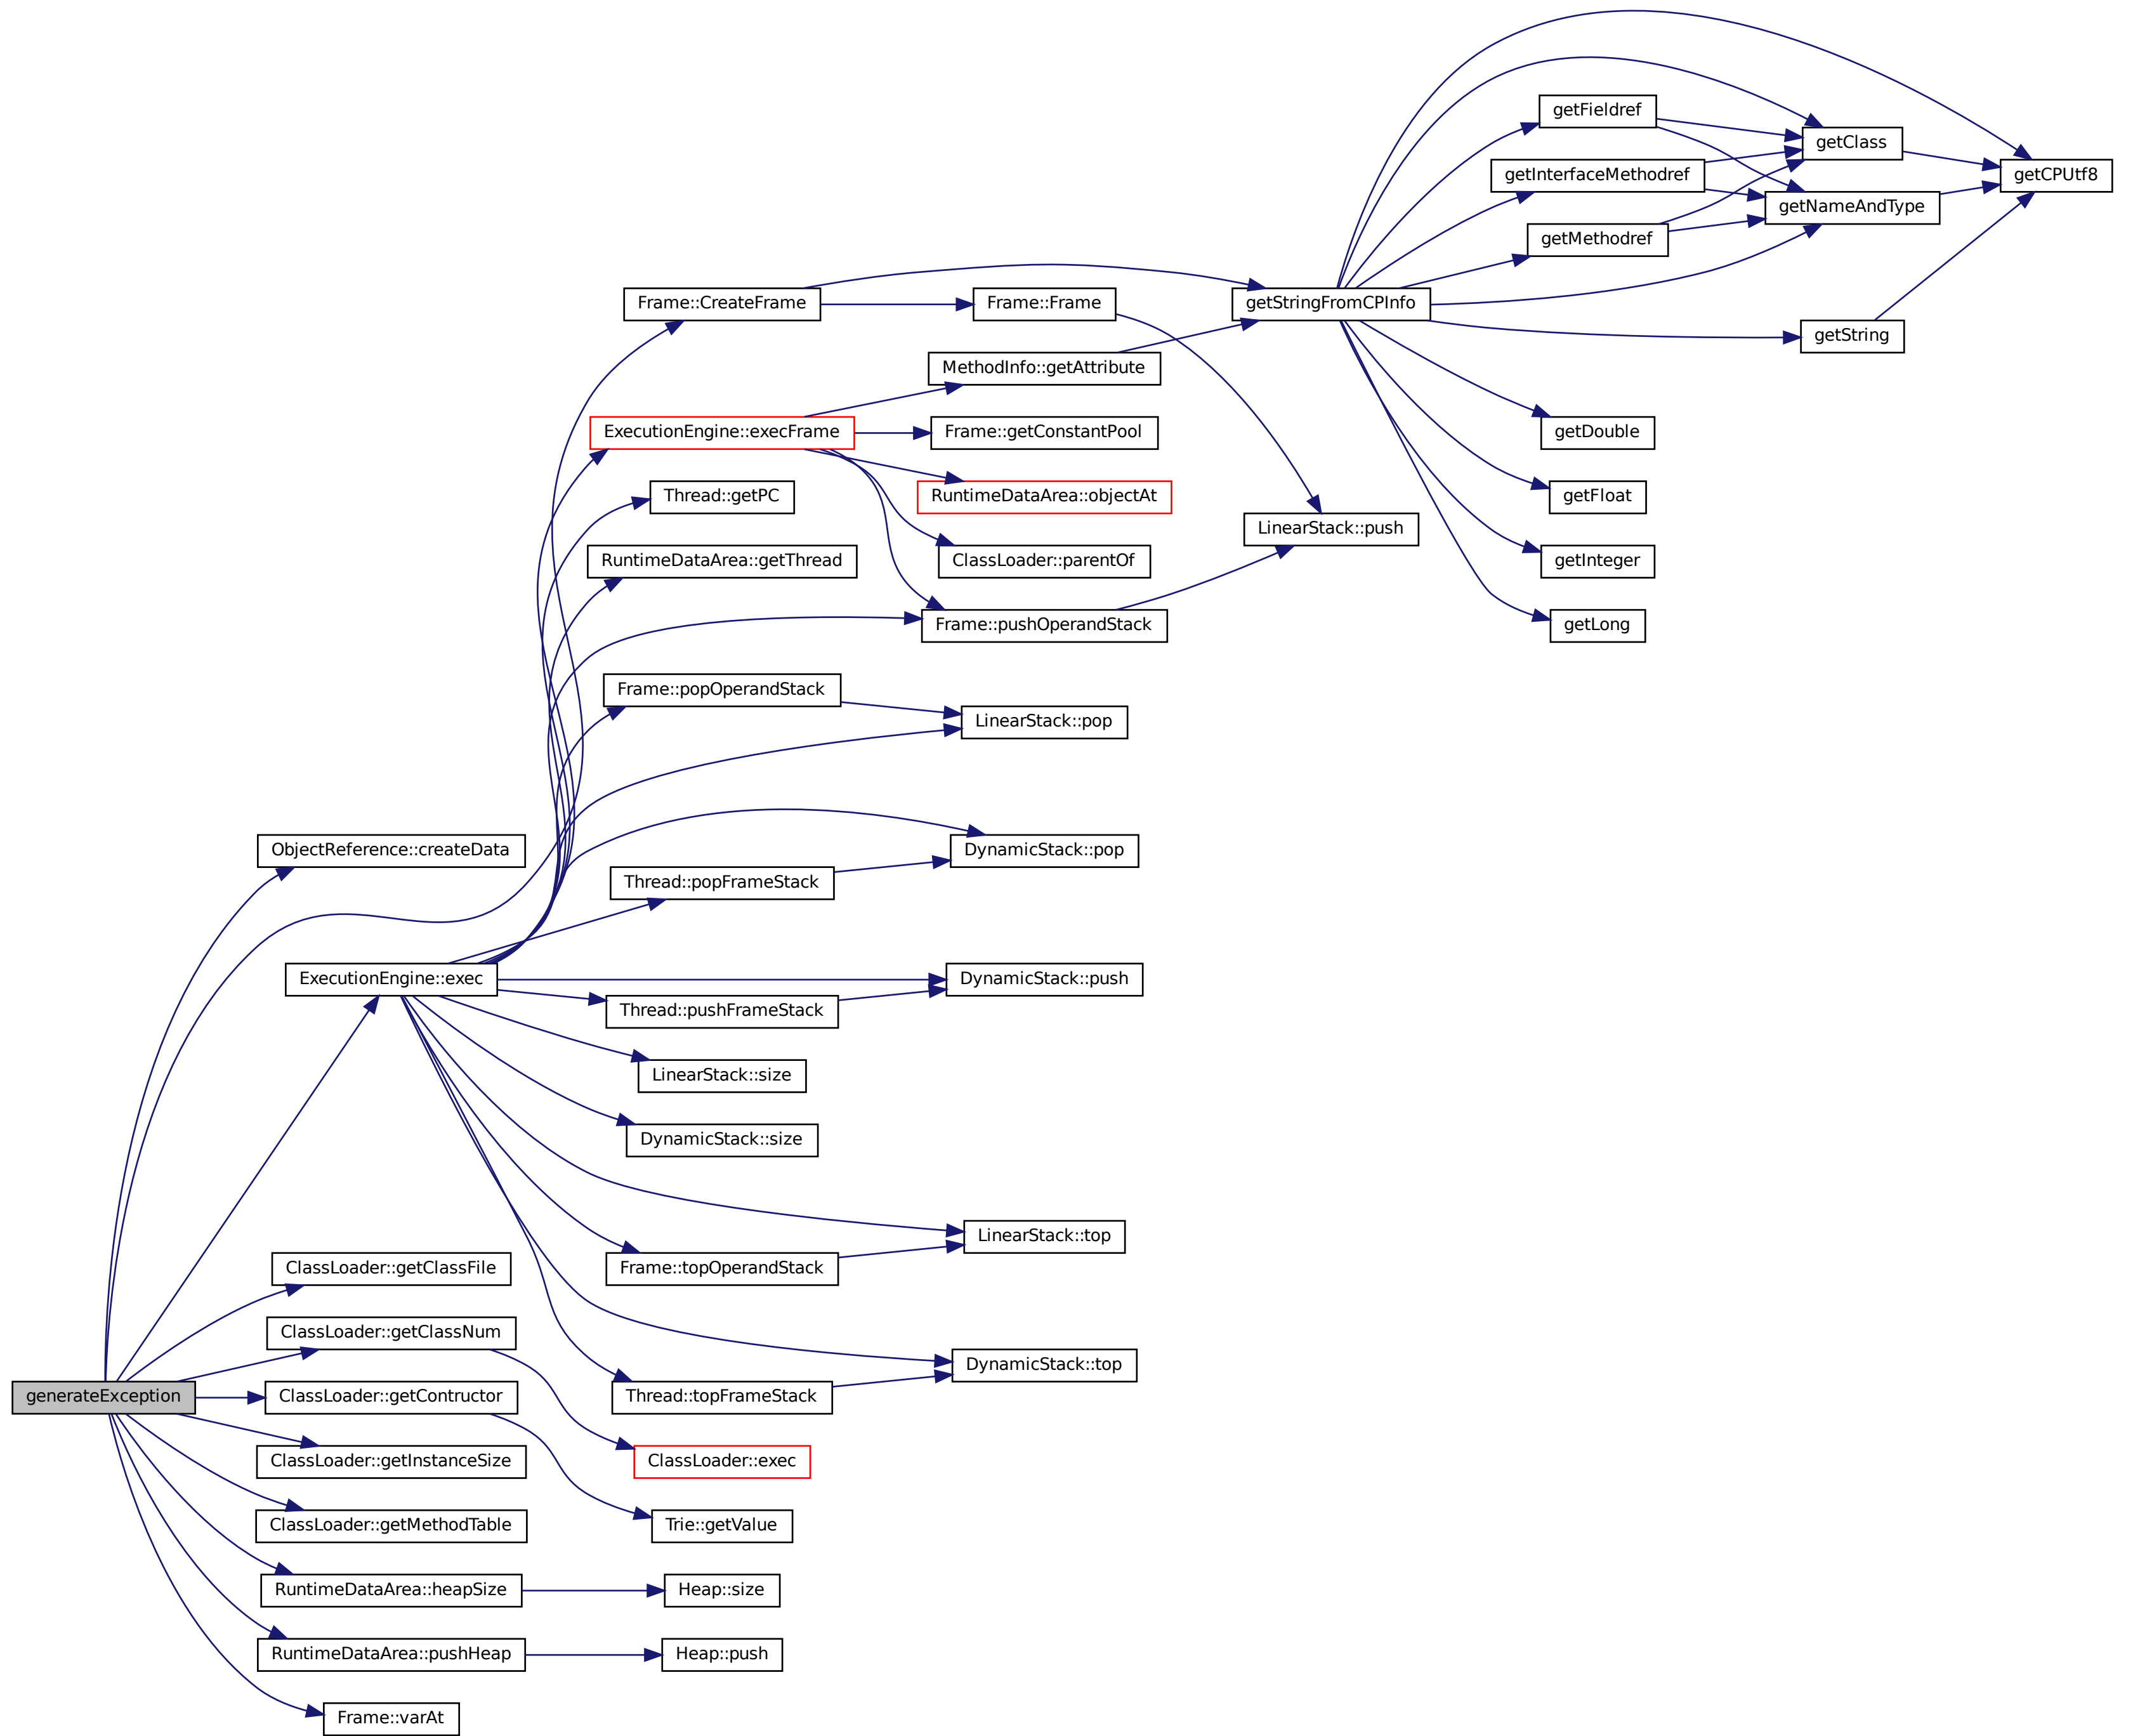 getFieldref
getClass
getInterfaceMethodref
getCPUtf8
getNameAndType
getMethodref
Frame::CreateFrame
Frame::Frame
getStringFromCPInfo
getString
MethodInfo::getAttribute
ExecutionEngine::execFrame
Frame::getConstantPool
getDouble
Thread::getPC
RuntimeDataArea::objectAt
getFloat
LinearStack::push
RuntimeDataArea::getThread
ClassLoader::parentOf
getInteger
Frame::pushOperandStack
getLong
Frame::popOperandStack
LinearStack::pop
ObjectReference::createData
DynamicStack::pop
Thread::popFrameStack
ExecutionEngine::exec
DynamicStack::push
Thread::pushFrameStack
LinearStack::size
DynamicStack::size
LinearStack::top
ClassLoader::getClassFile
Frame::topOperandStack
ClassLoader::getClassNum
DynamicStack::top
generateException
ClassLoader::getContructor
Thread::topFrameStack
ClassLoader::getInstanceSize
ClassLoader::exec
ClassLoader::getMethodTable
Trie::getValue
RuntimeDataArea::heapSize
Heap::size
RuntimeDataArea::pushHeap
Heap::push
Frame::varAt